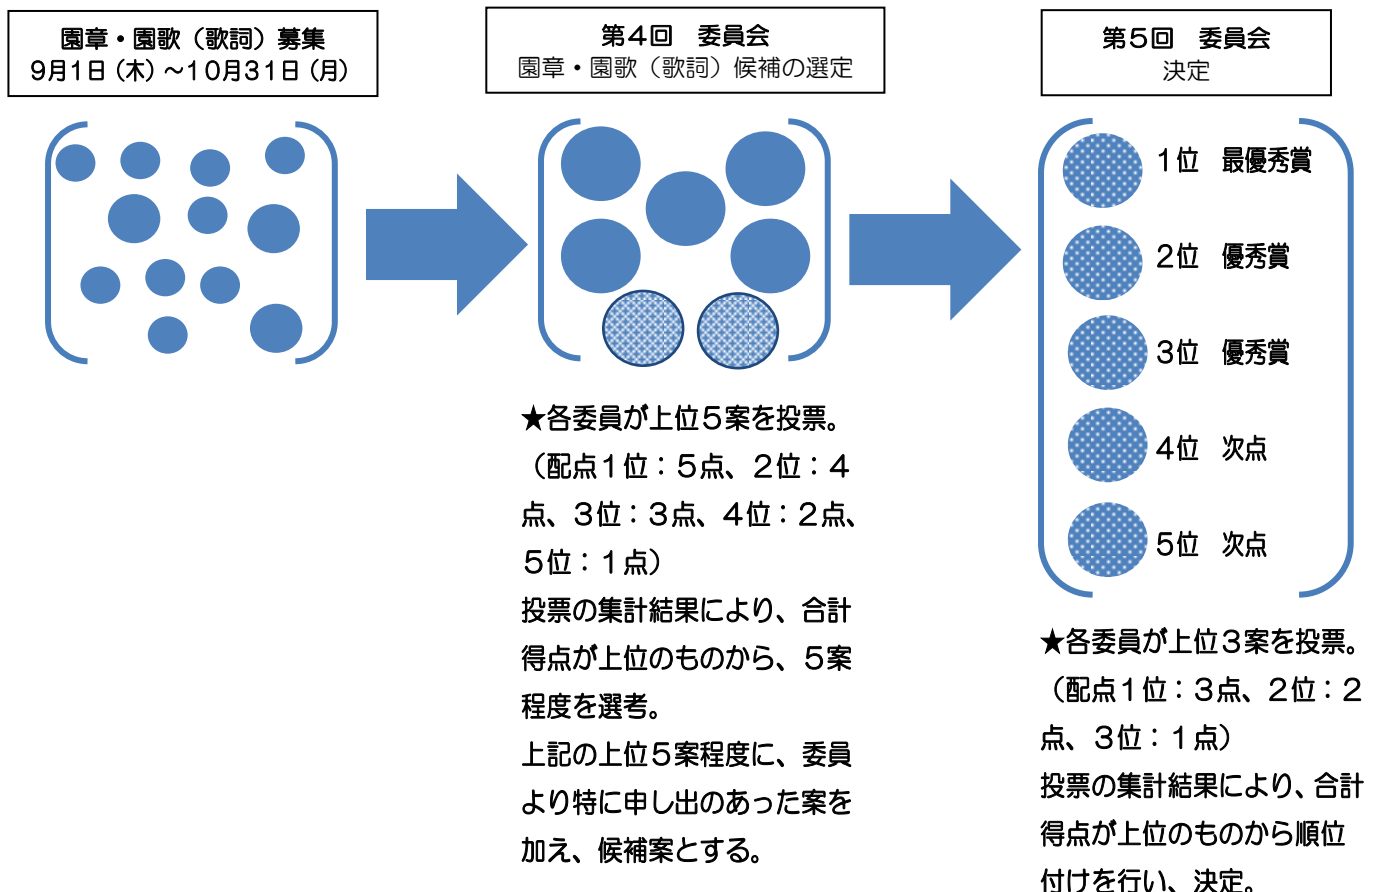 園章・園歌（歌詞）募集
９月１日（木）～１０月３１日（月）
第４回　委員会
園章・園歌（歌詞）候補の選定
★各委員が上位５案を投票。
（配点１位：５点、２位：４
点、３位：３点、４位：２点、
５位：１点）
投票の集計結果により、合計
得点が上位のものから、５案
程度を選考。
上記の上位５案程度に、委員
より特に申し出のあった案を
加え、候補案とする。
第５回　委員会
決定
１位　最優秀賞
２位　優秀賞
３位　優秀賞
４位　次点
５位　次点
★各委員が上位３案を投票。
（配点１位：３点、２位：２
点、３位：１点）
投票の集計結果により、合計
得点が上位のものから順位
付けを行い、決定。